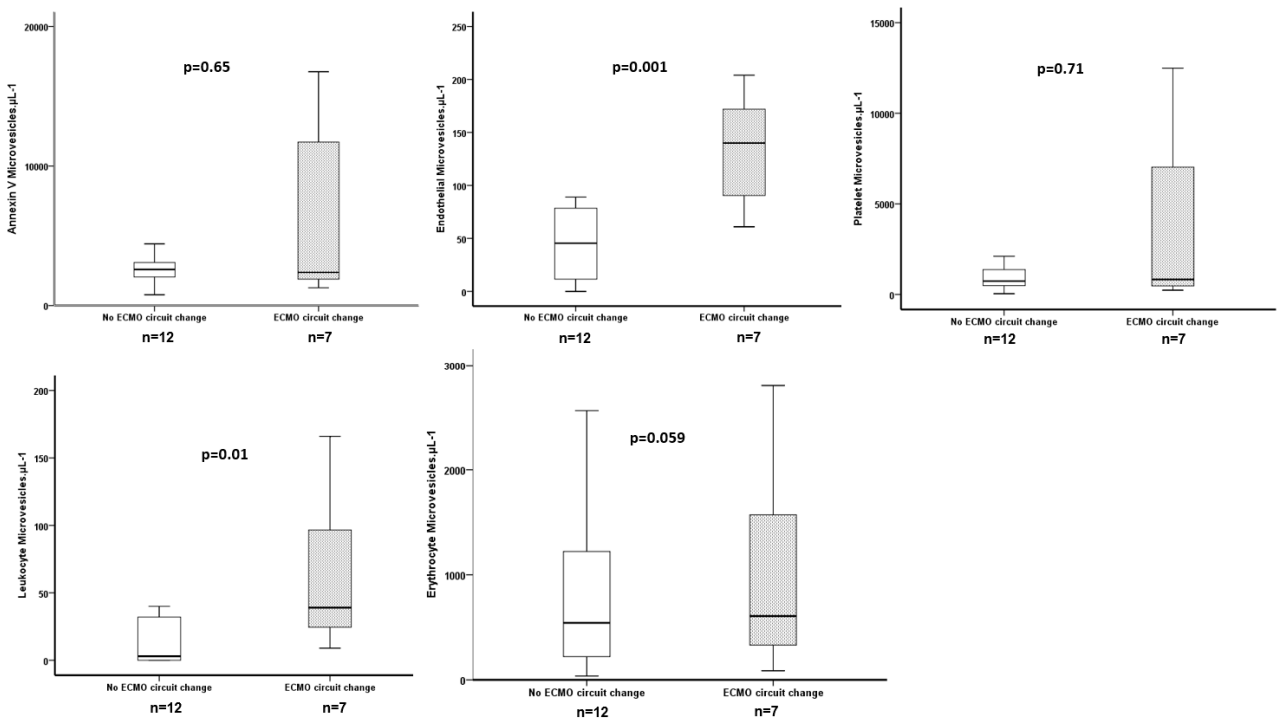 Annexin V Microvesicles.µL-1
20000
10000
0
p=0.65
No ECMO circuit change
ECMO circuit change
n=12
n=7
Endothelial Microvesicles.µL-1
250
200
150
100
50
0
p=0.001
No ECMO circuit change
ECMO circuit change
n=12
n=7
Platelet Microvesicles.µL-1
15000
10000
5000
0
p=0.71
No ECMO circuit change
ECMO circuit change
n=12
n=7
Leukocyte Microvesicles.µL-1
200
150
100
50
0
p=0.01
No ECMO circuit change
ECMO circuit change
n=12
n=7
Erythrocyte Microvesicles.µL-1
3000
2000
1000
0
p=0.059
No ECMO circuit change
ECMO circuit change
n=12
n=7